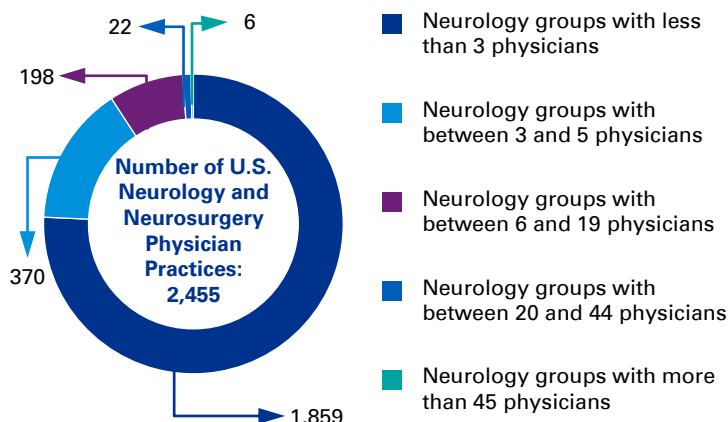 22
6
198
370
1,859
Number of U.S.
Neurology and
Neurosurgery
Physician
Practices:
2,455
Neurology groups with less
than 3 physicians
Neurology groups with
between 3 and 5 physicians
Neurology groups with
between 6 and 19 physicians
Neurology groups with
between 20 and 44 physicians
Neurology groups with more
than 45 physicians